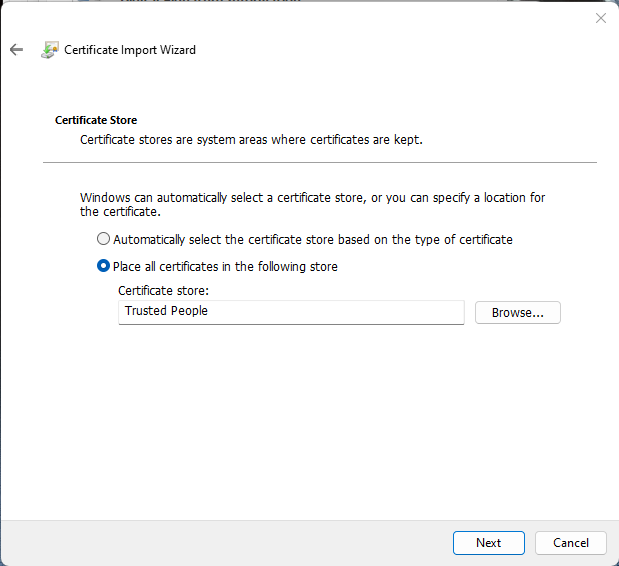 Certificate Import Wizard
Certificate Store
Certificate stores are system areas where certificates are kept.
Windows can automatically select a certificate store, or you can specify a location for
the certificate.
Automatically select the certificate store based on the type of certificate
Place all certificates in the following store
Certificate store:
Trusted People
Browse...
Next
Cancel